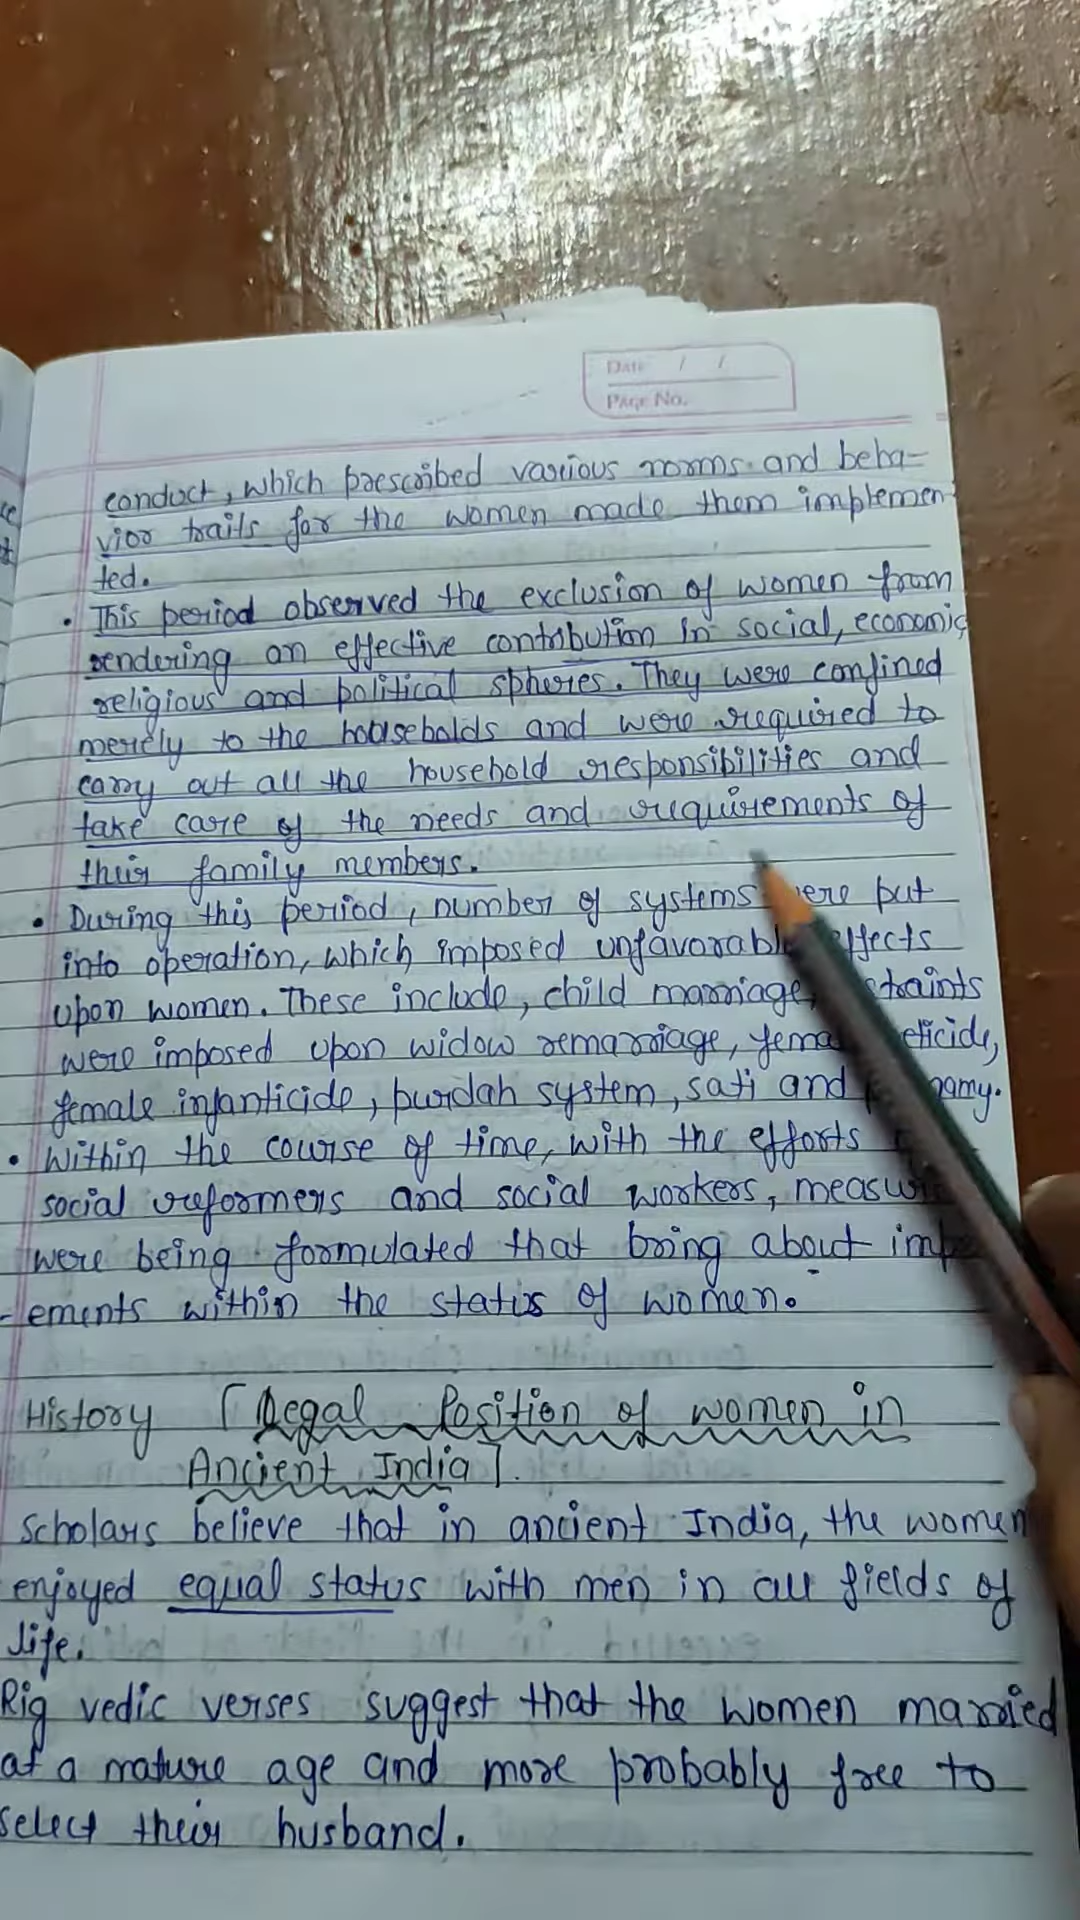 Date / /
Page No.
conduct, which prescribed various norms and beha-
vior traits for the women made them implemen-
ted.
• This period observed the exclusion of women from
rendering an effective contribution in social, economic
religious and political spheres. They were confined
merely to the households and were required to
carry out all the household responsibilities and
take care of the needs and requirements of
their family members.
• During this period, number of systems were put
into operation, which imposed unfavorable effects
upon women. These include, child marriage,
were imposed upon widow remarriage,
female infanticide, purdah system, sati and
• Within the course of time, with the efforts
social reformers and social workers,
were being formulated that bring about
-ements within the status of women.
History [Legal Position of women in
Ancient India].
Scholars believe that in ancient India, the women
enjoyed equal status with men in all fields of
life.
Rig vedic verses suggest that the women married
at a mature age and more probably free to
select their husband.